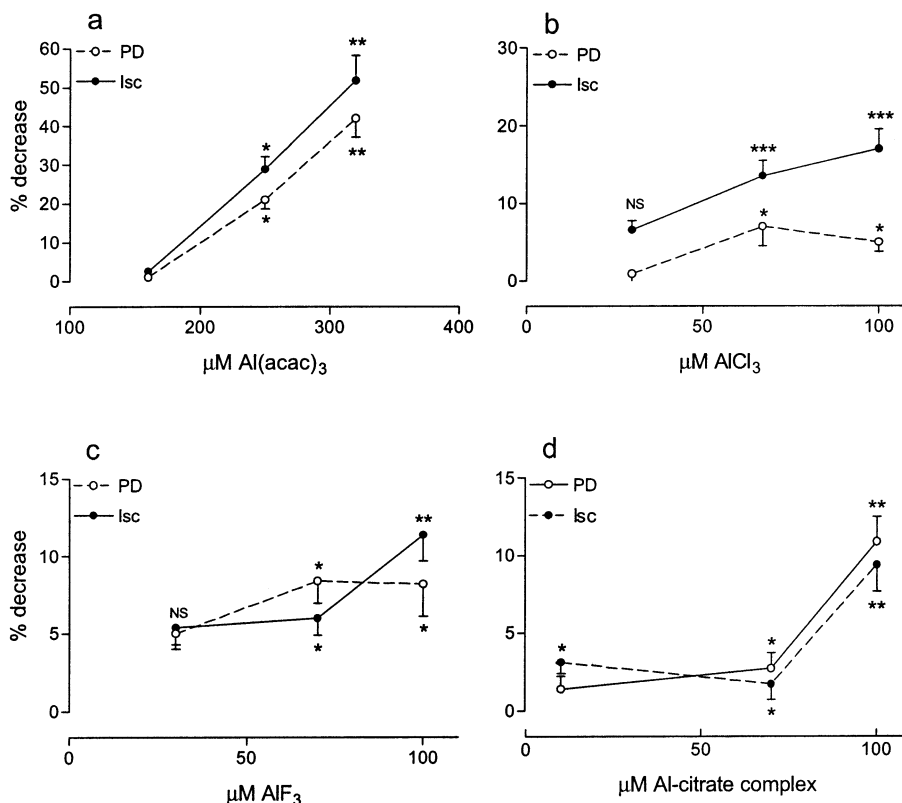 a
PD
Isc
% decrease
60
50
40
30
20
10
0
** 
*
**
*
100
200
300
400
μM Al(acac)3
b
PD
Isc
30
20
10
0
NS
***
***
*
*
0
50
100
μM AlCl3
c
PD
Isc
% decrease
15
10
5
0
NS
*
**
*
*
0
50
100
μM AlF3
d
PD
Isc
15
10
5
0
*
*
**
**
*
0
50
100
μM Al-citrate complex